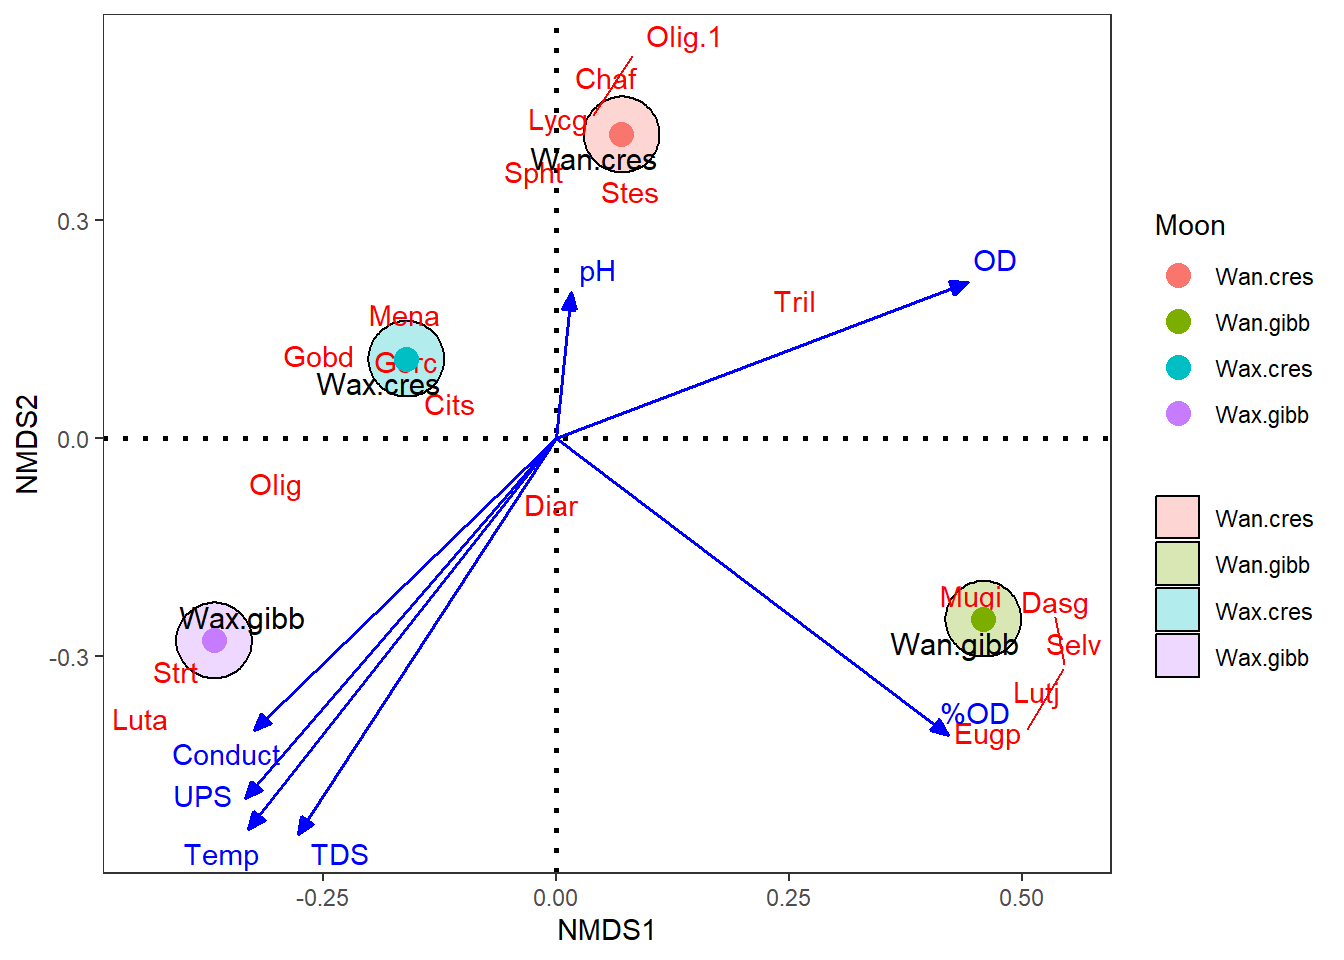 Olig.1
Chaf
Lycg
Wan.cres
Spht
Stes
0.3
pH
OD
Tril
Mena
Gobd
Wax.cres
Cits
NMDS2
0.0
Olig
Diar
Mugi
Dasg
Wax.gibb
Wan.gibb
Selv
-0.3
Strt
Lutj
Luta
%OD
Eugp
Conduct
UPS
Temp
TDS
-0.25
0.00
0.25
0.50
NMDS1
Moon
Wan.cres
Wan.gibb
Wax.cres
Wax.gibb
Wan.cres
Wan.gibb
Wax.cres
Wax.gibb